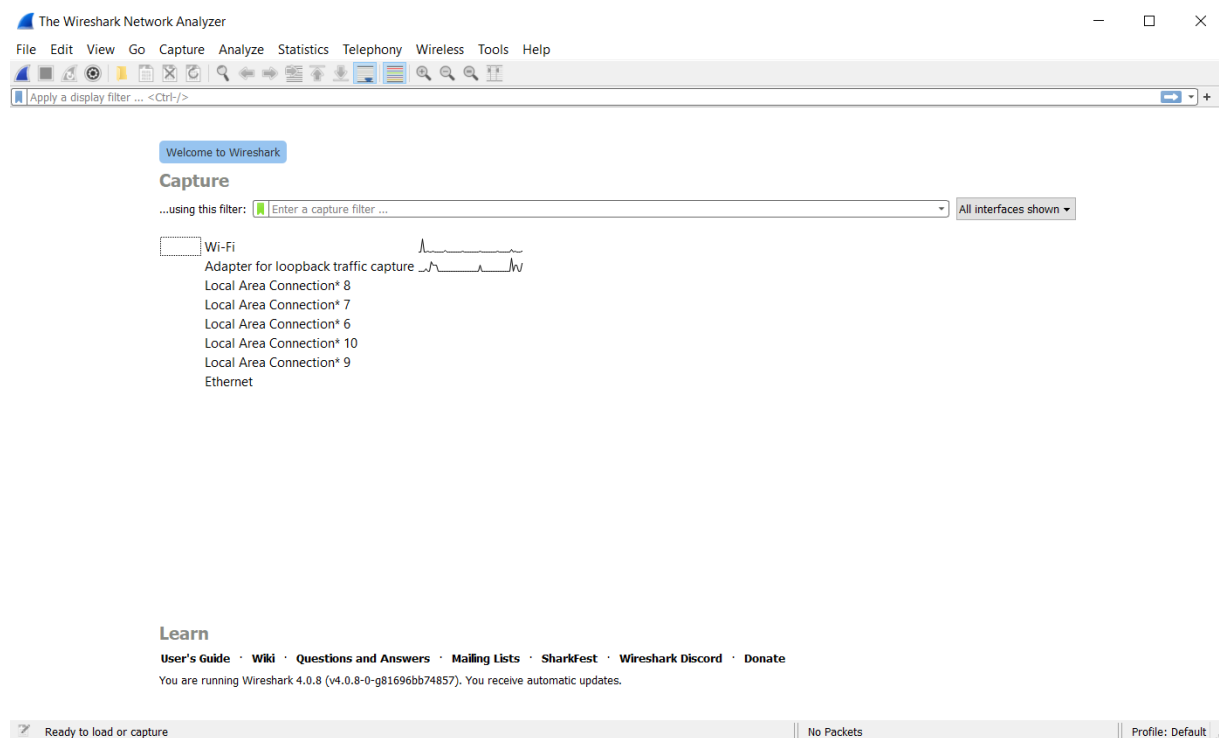 The Wireshark Network Analyzer
File Edit View Go Capture Analyze Statistics Telephony Wireless Tools Help
Apply a display filter ... <Ctrl-/>
Welcome to Wireshark
Capture
...using this filter: Enter a capture filter ... All interfaces shown
Wi-Fi
Adapter for loopback traffic capture
Local Area Connection* 8
Local Area Connection* 7
Local Area Connection* 6
Local Area Connection* 10
Local Area Connection* 9
Ethernet
Learn
User's Guide · Wiki · Questions and Answers · Mailing Lists · SharkFest · Wireshark Discord · Donate
You are running Wireshark 4.0.8 (v4.0.8-0-g81696bb74857). You receive automatic updates.
Ready to load or capture No Packets Profile: Default